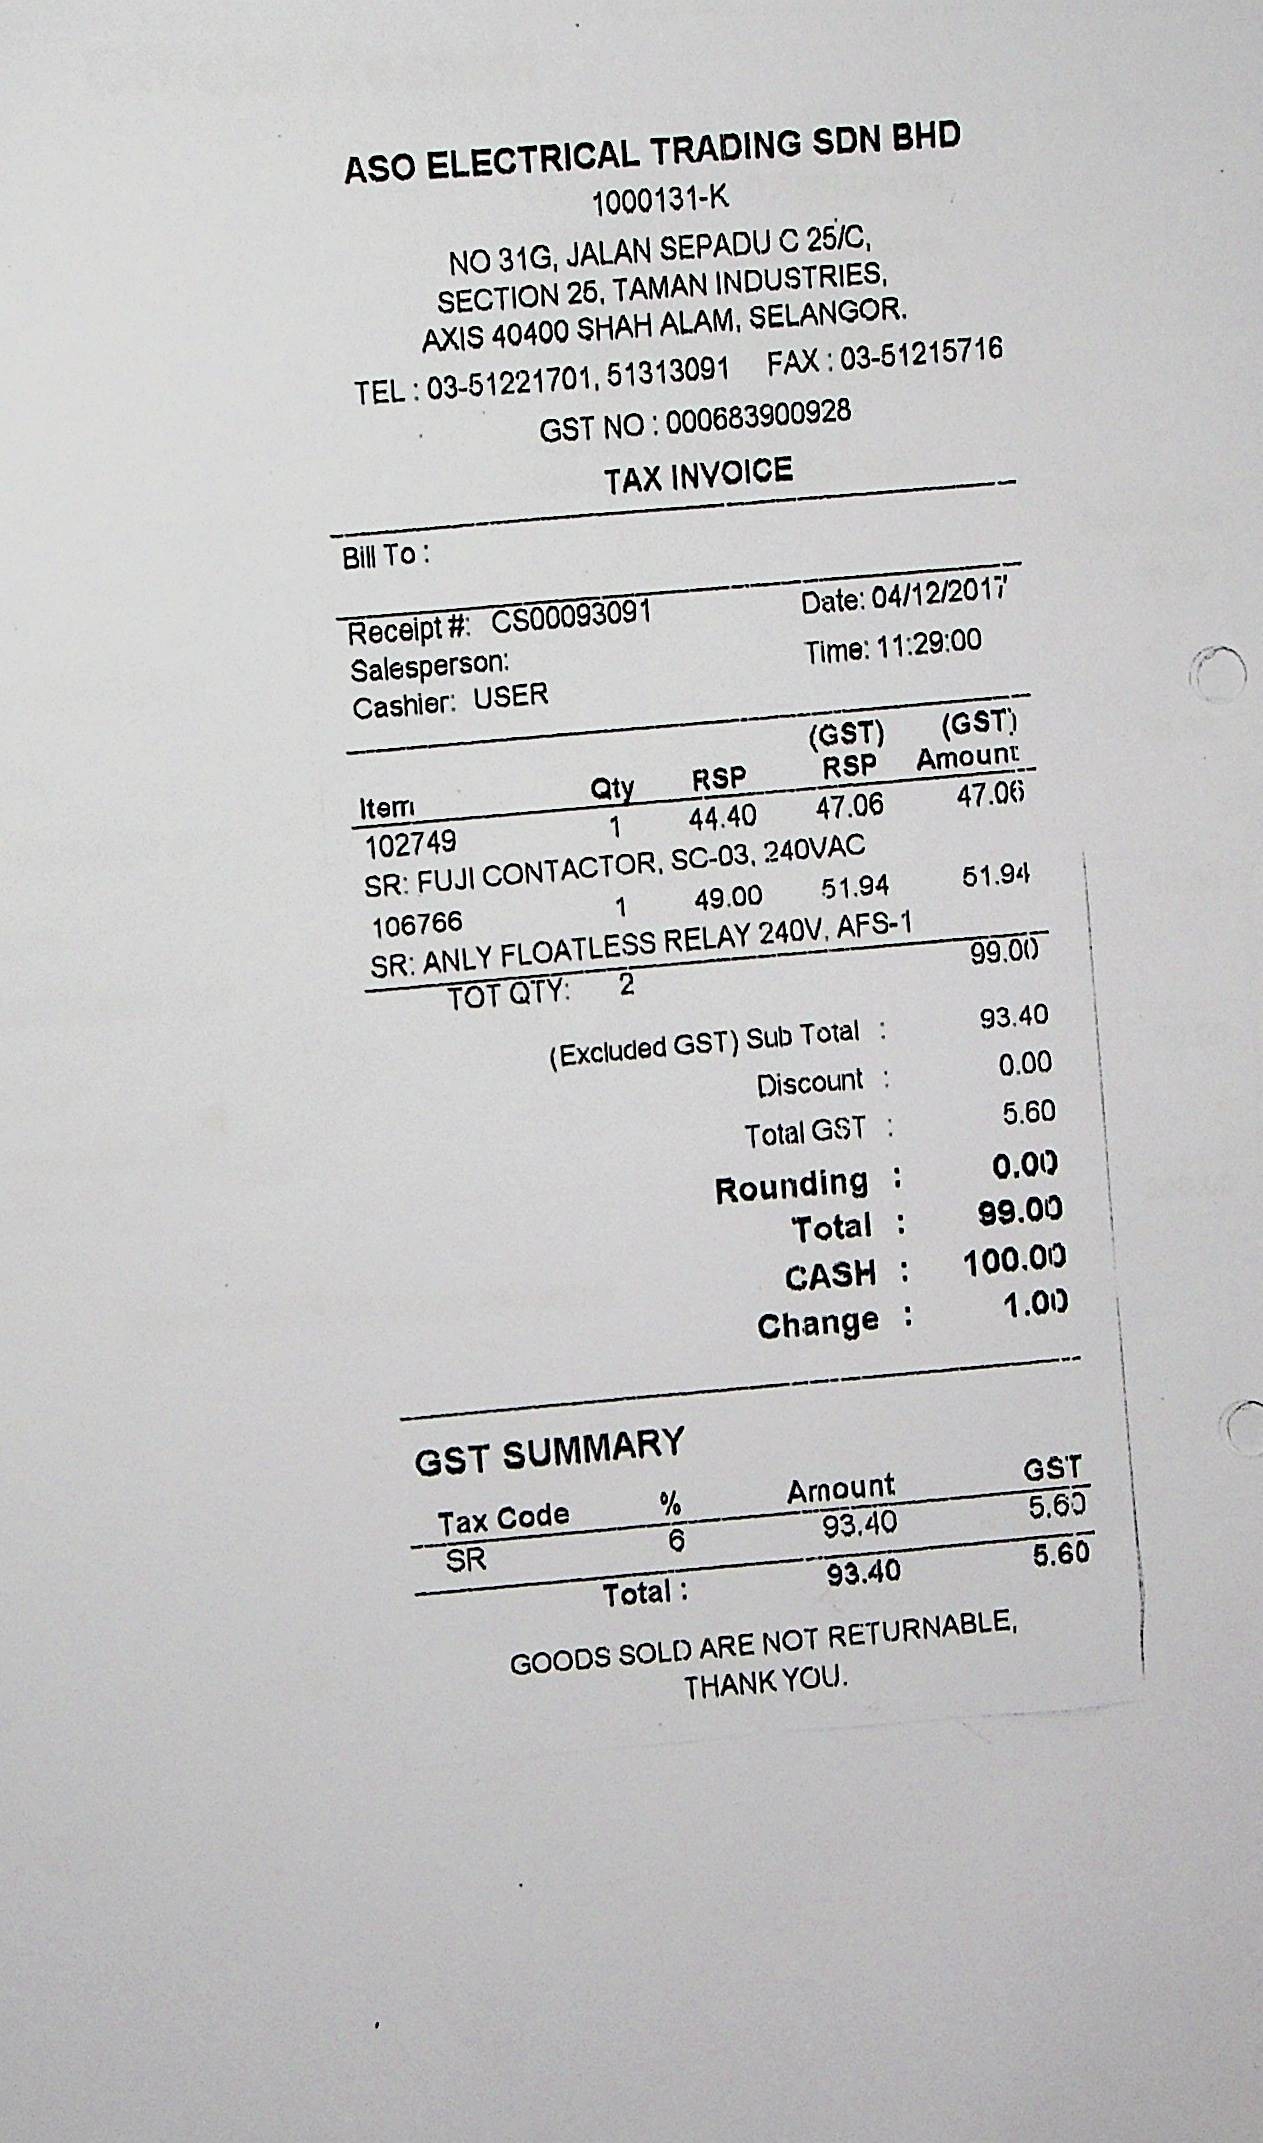 ASO ELECTRICAL TRADING SDN BHD
1000131-K
NO 31G, JALAN SEPADU C 25/C,
SECTION 25, TAMAN INDUSTRIES,
AXIS 40400 SHAH ALAM, SELANGOR.
TEL : 03-51221701, 51313091 FAX : 03-51215716
GST NO : 000683900928
TAX INVOICE
Bill To :
Receipt #: CS00093091 Date: 04/12/2017
Salesperson: Time: 11:29:00
Cashier: USER
(GST) (GST)
Item Qty RSP RSP Amount
102749 1 44.40 47.06 47.06
SR: FUJI CONTACTOR, SC-03, 240VAC
106766 1 49.00 51.94 51.94
SR: ANLY FLOATLESS RELAY 240V, AFS-1
TOT QTY: 2 99.00
(Excluded GST) Sub Total : 93.40
Discount : 0.00
Total GST : 5.60
Rounding : 0.00
Total : 99.00
CASH : 100.00
Change : 1.00
GST SUMMARY
Tax Code % Amount GST
SR 6 93.40 5.60
Total : 93.40 5.60
GOODS SOLD ARE NOT RETURNABLE,
THANK YOU.